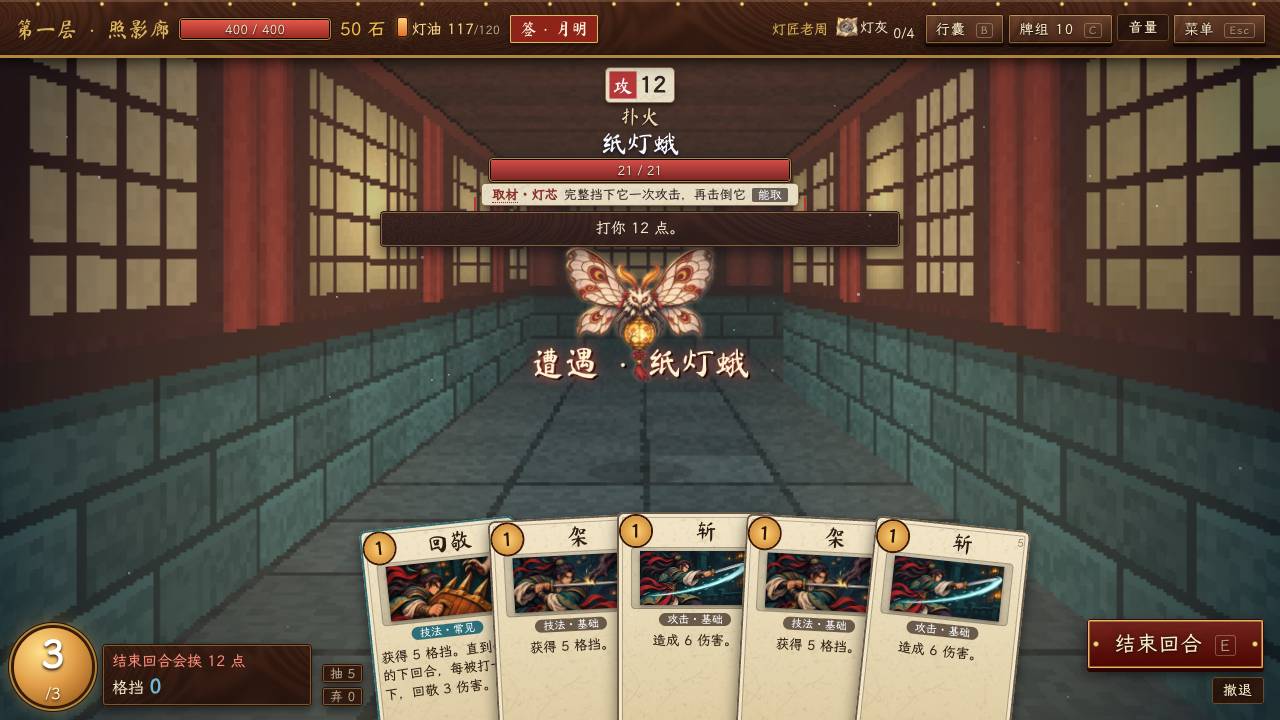 第一层 · 照影廊
400 / 400
50 石
灯油 117/120
签 · 月明
灯匠老周
灯灰 0/4
行囊 B
牌组 10 C
音量
菜单 Esc
攻 12
扑火
纸灯蛾
21 / 21
取材 · 灯芯 完整挡下它一次攻击，再击倒它 能取
打你 12 点。
遭遇 · 纸灯蛾
1 回敬
技法 · 常见
获得 5 格挡。直到
的下回合，每被打一
下，回敬 3 伤害。
1 架
技法 · 基础
获得 5 格挡。
1 斩
攻击 · 基础
造成 6 伤害。
1 架
技法 · 基础
获得 5 格挡。
1 斩 5
攻击 · 基础
造成 6 伤害。
3
/3
结束回合会挨 12 点
格挡 0
抽 5
弃 0
结束回合 E
撤退